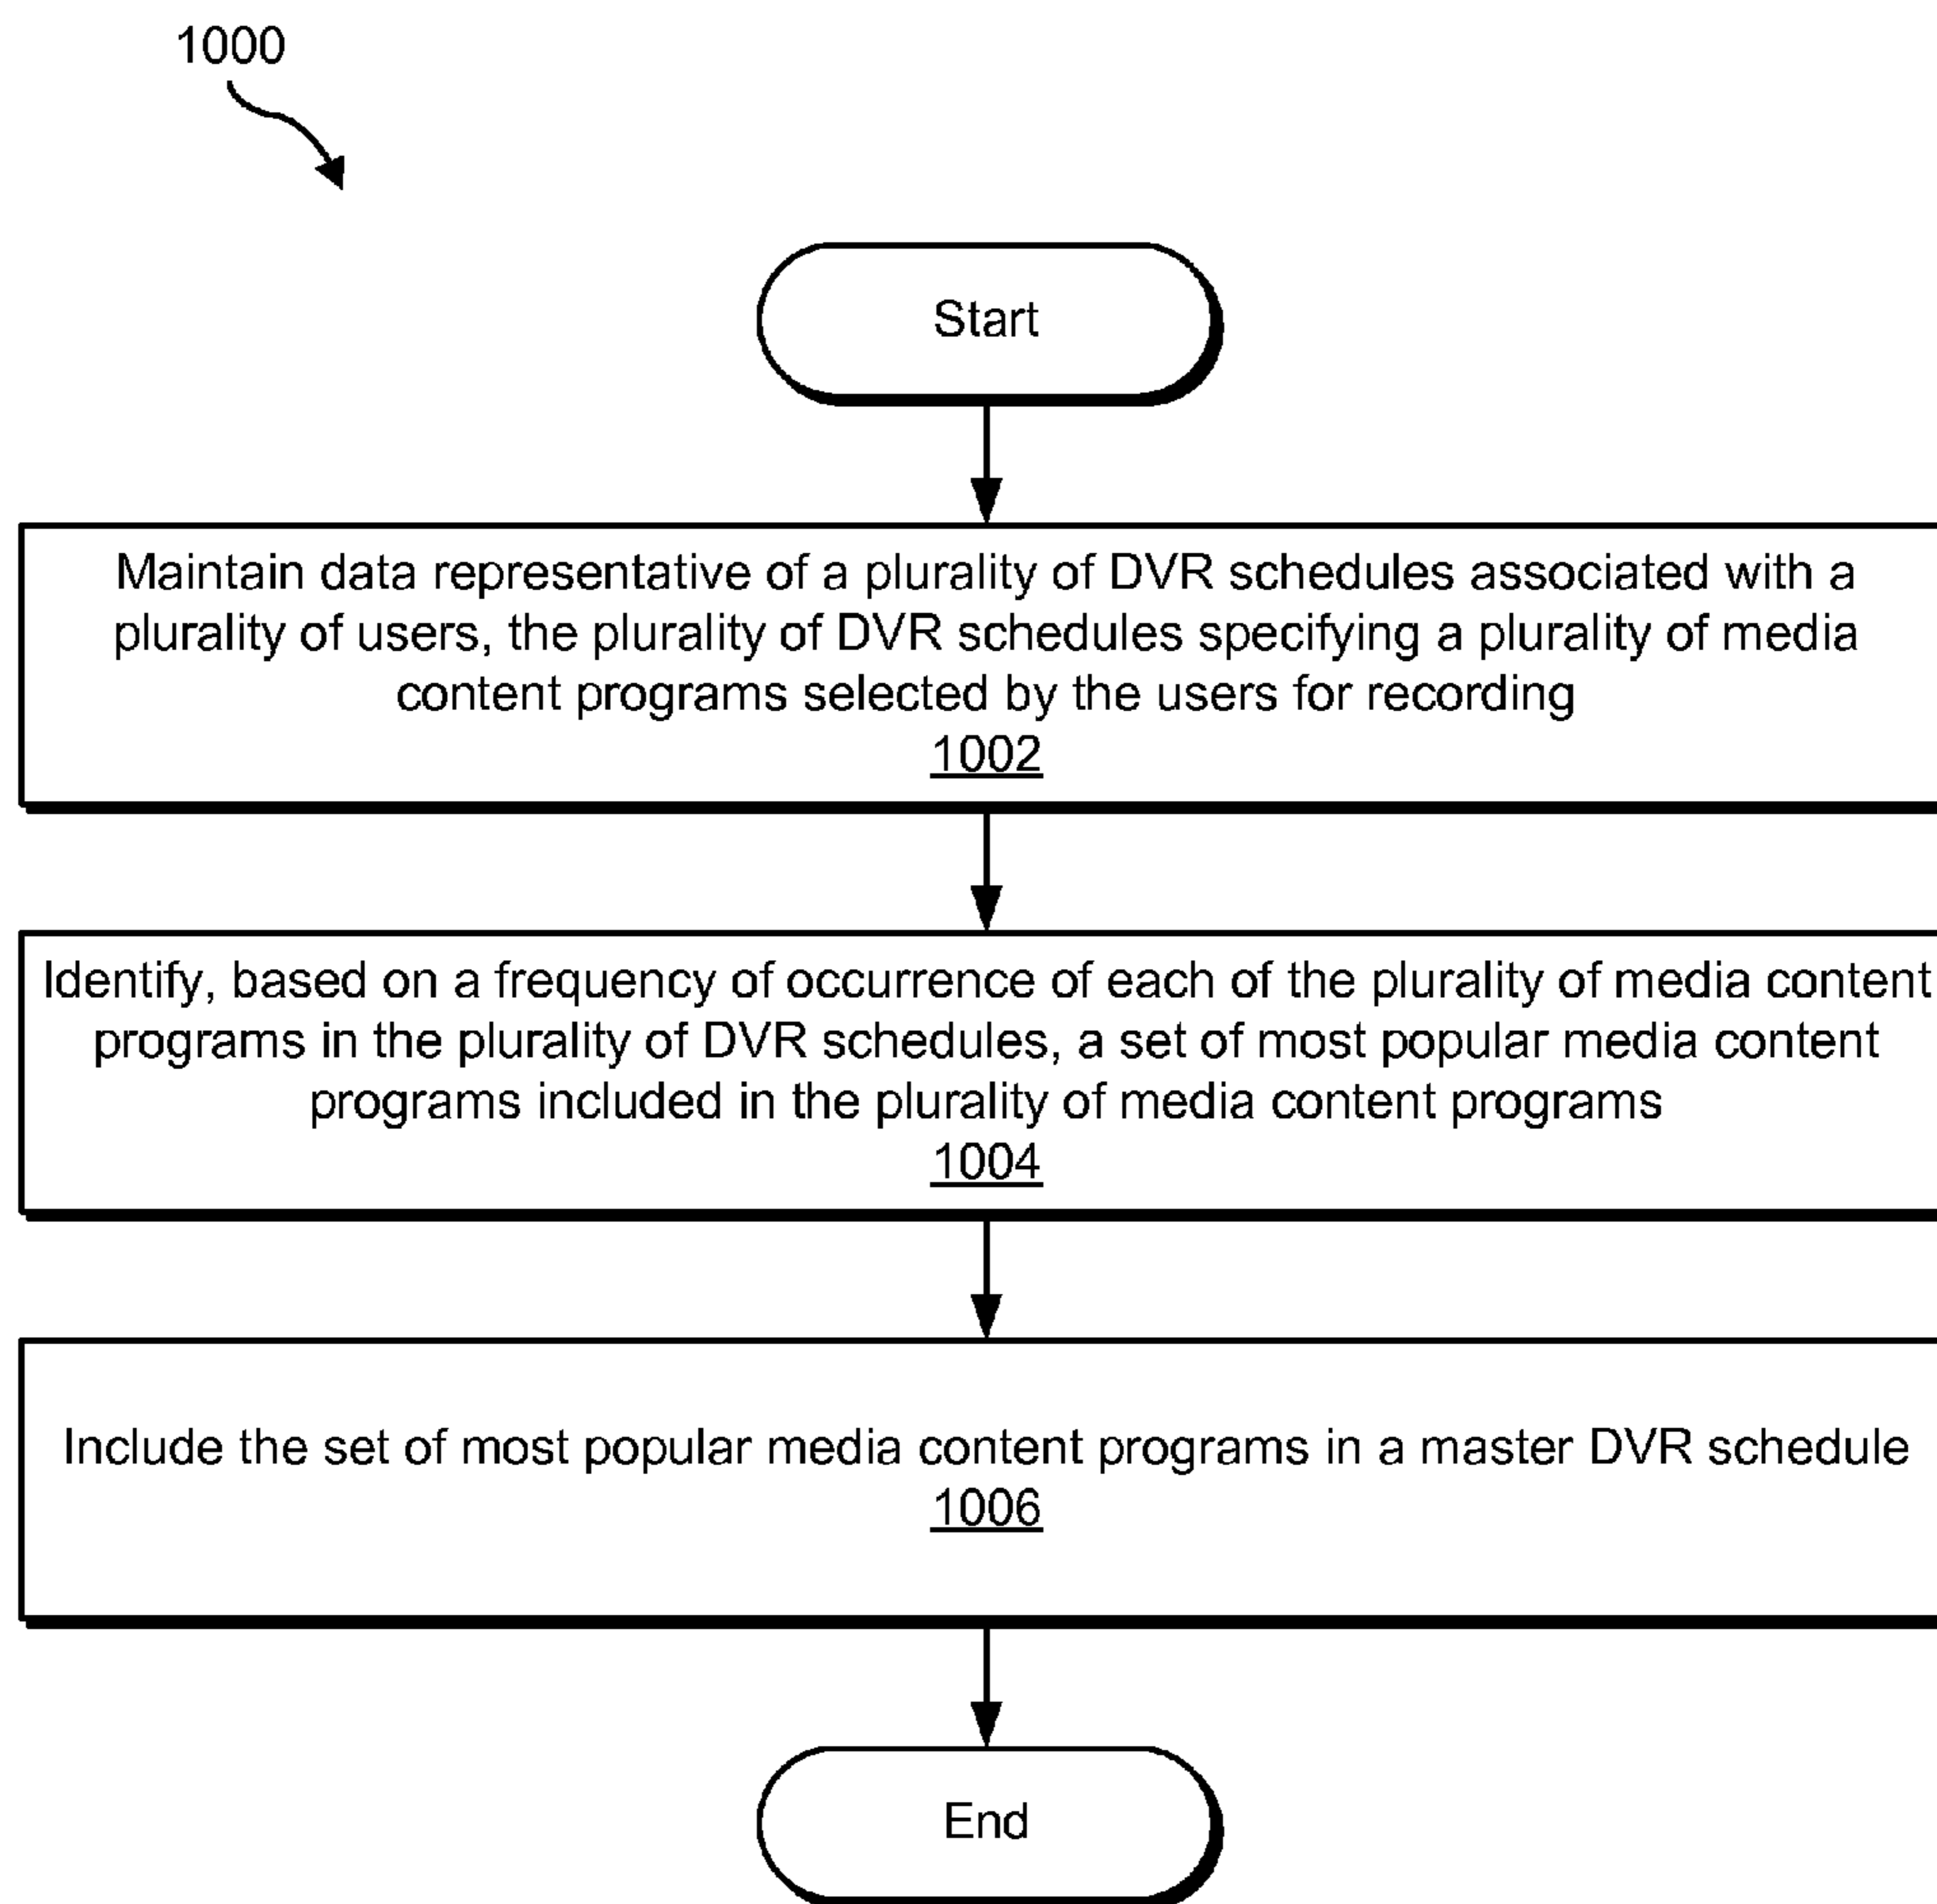 1000
Start
Maintain data representative of a plurality of DVR schedules associated with a
plurality of users, the plurality of DVR schedules specifying a plurality of media
content programs selected by the users for recording
1002
Identify, based on a frequency of occurrence of each of the plurality of media content
programs in the plurality of DVR schedules, a set of most popular media content
programs included in the plurality of media content programs
1004
Include the set of most popular media content programs in a master DVR schedule
1006
End